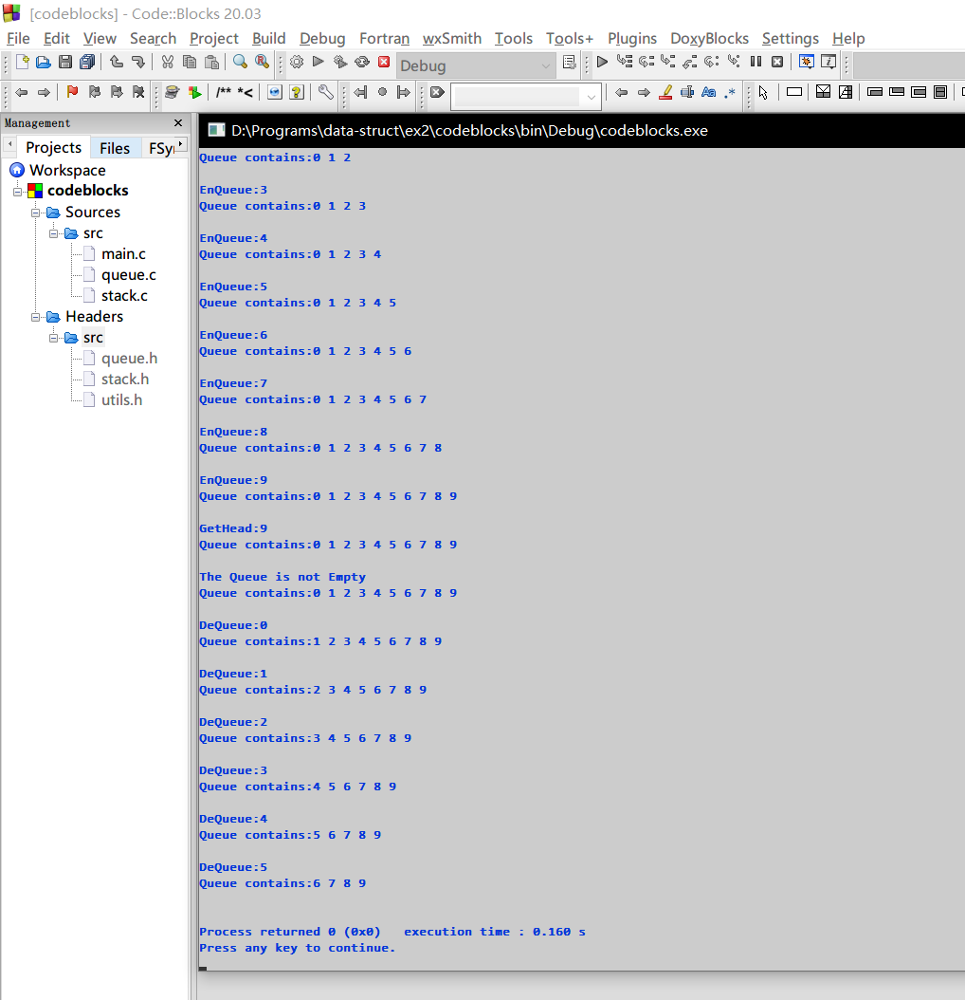 [codeblocks] - Code::Blocks 20.03
File Edit View Search Project Build Debug Fortran wxSmith Tools Tools+ Plugins DoxyBlocks Settings Help
Debug
/** *<
Aa .*
Management
Projects Files FSy
Workspace
codeblocks
Sources
src
main.c
queue.c
stack.c
Headers
src
queue.h
stack.h
utils.h
D:\Programs\data-struct\ex2\codeblocks\bin\Debug\codeblocks.exe
Queue contains:0 1 2
EnQueue:3
Queue contains:0 1 2 3
EnQueue:4
Queue contains:0 1 2 3 4
EnQueue:5
Queue contains:0 1 2 3 4 5
EnQueue:6
Queue contains:0 1 2 3 4 5 6
EnQueue:7
Queue contains:0 1 2 3 4 5 6 7
EnQueue:8
Queue contains:0 1 2 3 4 5 6 7 8
EnQueue:9
Queue contains:0 1 2 3 4 5 6 7 8 9
GetHead:9
Queue contains:0 1 2 3 4 5 6 7 8 9
The Queue is not Empty
Queue contains:0 1 2 3 4 5 6 7 8 9
DeQueue:0
Queue contains:1 2 3 4 5 6 7 8 9
DeQueue:1
Queue contains:2 3 4 5 6 7 8 9
DeQueue:2
Queue contains:3 4 5 6 7 8 9
DeQueue:3
Queue contains:4 5 6 7 8 9
DeQueue:4
Queue contains:5 6 7 8 9
DeQueue:5
Queue contains:6 7 8 9
Process returned 0 (0x0)   execution time : 0.160 s
Press any key to continue.